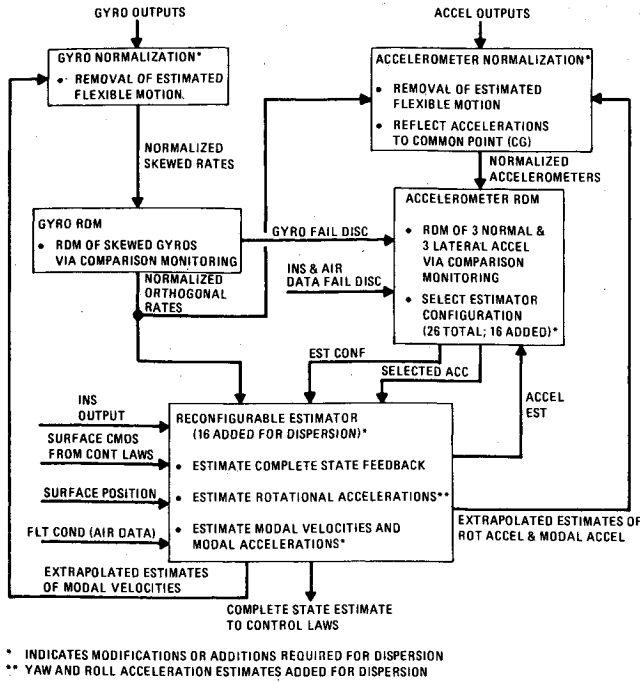 GYRO OUTPUTS
ACCEL OUTPUTS
GYRO NORMALIZATION*
• REMOVAL OF ESTIMATED
FLEXIBLE MOTION.
ACCELEROMETER NORMALIZATION*
• REMOVAL OF ESTIMATED
FLEXIBLE MOTION
• REFLECT ACCELERATIONS
TO COMMON POINT (CG)
NORMALIZED
SKEWED RATES
NORMALIZED
ACCELEROMETERS
GYRO RDM
• RDM OF SKEWED GYROS
VIA COMPARISON MONITORING
GYRO FAIL DISC
ACCELEROMETER RDM
• RDM OF 3 NORMAL &
3 LATERAL ACCEL
VIA COMPARISON
MONITORING
• SELECT ESTIMATOR
CONFIGURATION
(26 TOTAL; 16 ADDED)*
NORMALIZED
ORTHOGONAL
RATES
INS & AIR
DATA FAIL DISC
EST CONF
SELECTED ACC
ACCEL
EST
INS
OUTPUT
SURFACE CMDS
FROM CONT LAWS
SURFACE POSITION
FLT COND (AIR DATA)
RECONFIGURABLE ESTIMATOR
(16 ADDED FOR DISPERSION)*
• ESTIMATE COMPLETE STATE FEEDBACK
• ESTIMATE ROTATIONAL ACCELERATIONS**
• ESTIMATE MODAL VELOCITIES AND
MODAL ACCELERATIONS*
EXTRAPOLATED ESTIMATES OF
ROT ACCEL & MODAL ACCEL
EXTRAPOLATED ESTIMATES
OF MODAL VELOCITIES
COMPLETE STATE ESTIMATE
TO CONTROL LAWS
* INDICATES MODIFICATIONS OR ADDITIONS REQUIRED FOR DISPERSION
** YAW AND ROLL ACCELERATION ESTIMATES ADDED FOR DISPERSION